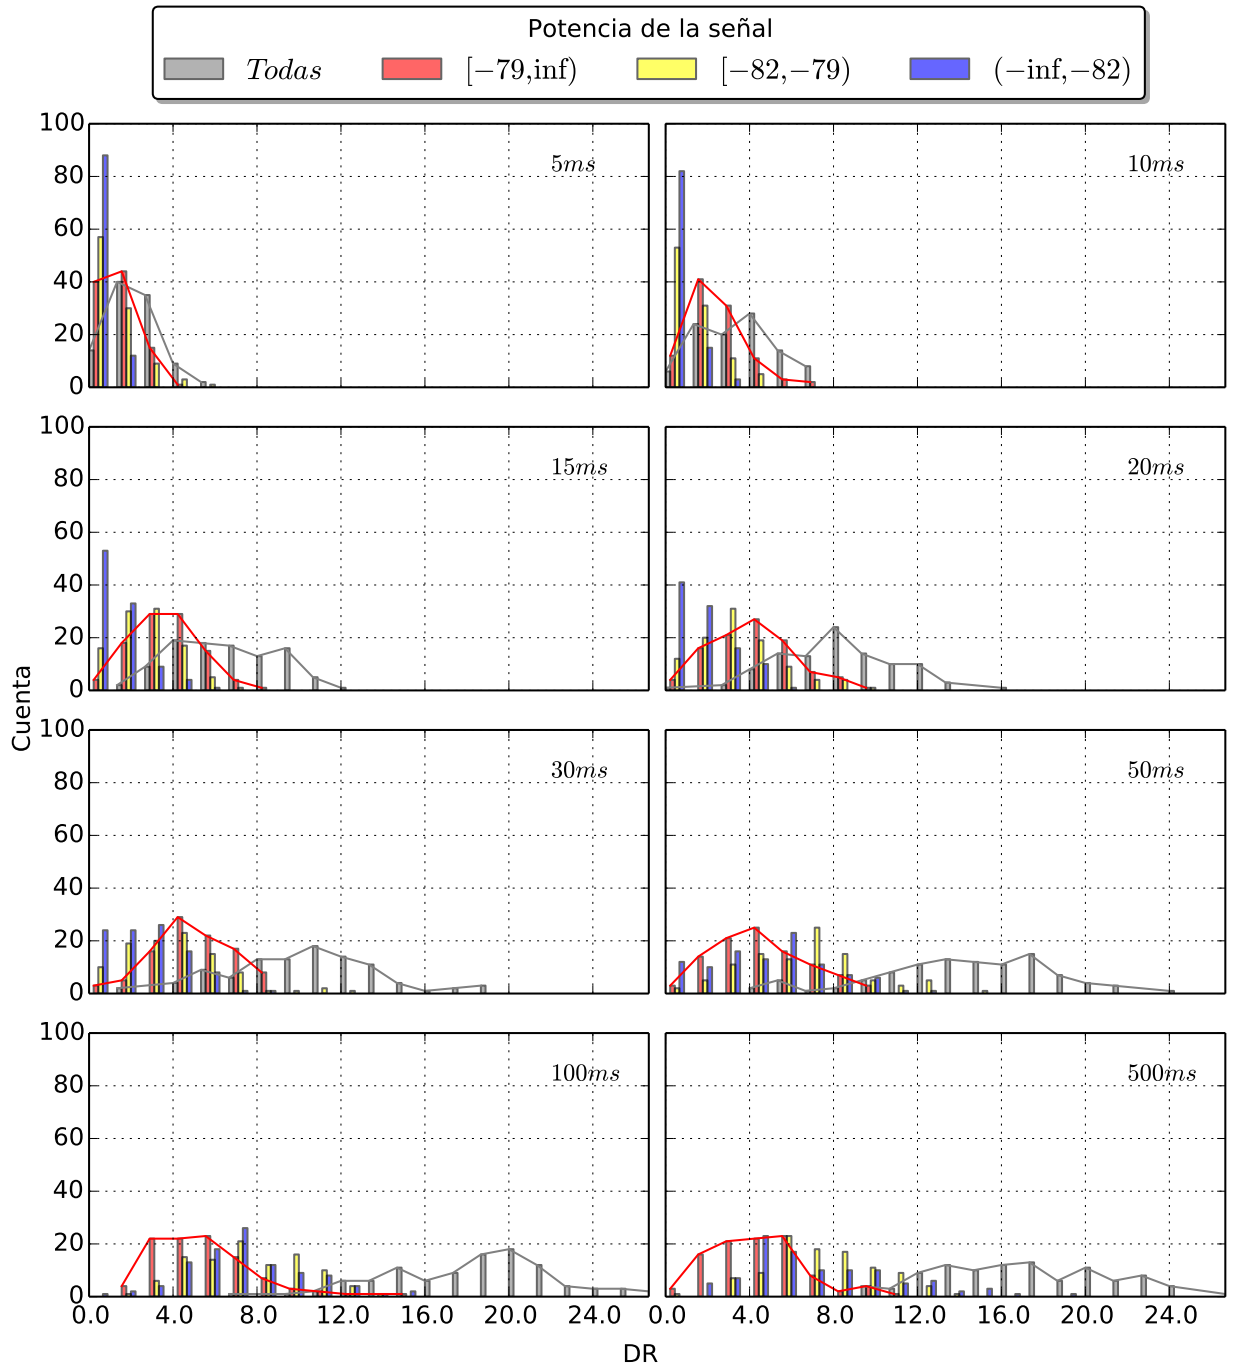 Potencia de la señal
Todas [−79,inf) [−82,−79) (−inf,−82)
100
80
60
40
20
0
5ms
10ms
100
80
60
40
20
0
15ms
20ms
Cuenta
100
80
60
40
20
0
30ms
50ms
100
80
60
40
20
0
100ms
500ms
0.0 4.0 8.0 12.0 16.0 20.0 24.0 0.0 4.0 8.0 12.0 16.0 20.0 24.0
DR